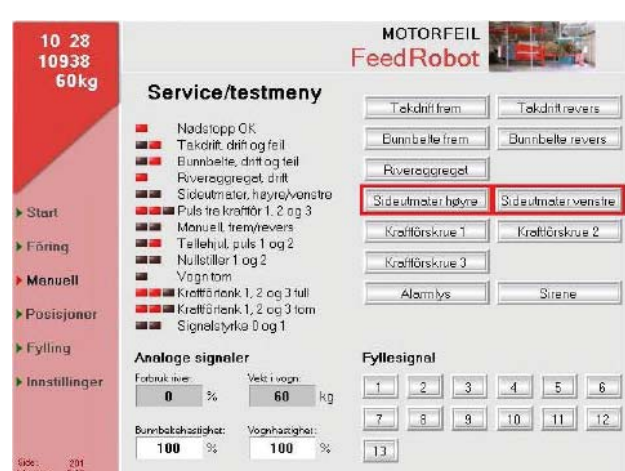 10 28
10938
60kg
MOTORFEIL
FeedRobot
Service/testmeny
Nødstopp OK
Takdrift, drift og feil
Bunnbelte, drift og feil
Riveraggregat, drift
Sideutmater, høyre/venstre
Puls fra kraftfôr 1, 2 og 3
Manuell, frem/revers
Tellehjul, puls 1 og 2
Nullstiller 1 og 2
Vogn tom
Kraftfôrtank 1, 2 og 3 full
Kraftfôrtank 1, 2 og 3 tom
Signalstyrke 0 og 1
Takdrift frem
Takdrift revers
Bunnbelte frem
Bunnbelte revers
Riveraggregat
Sideutmater høyre
Sideutmater venstre
Kraftfôrskrue 1
Kraftfôrskrue 2
Kraftfôrskrue 3
Alarmlys
Sirene
Start
Fôring
Manuell
Posisjoner
Fylling
Innstillinger
Analoge signaler
Forbruk river:
0 %
Vekt i vogn:
60 kg
Bunnbeltehastighet:
100 %
Vognhastighet:
100 %
Fyllesignal
1 2 3 4 5 6
7 8 9 10 11 12
13
Side: 201